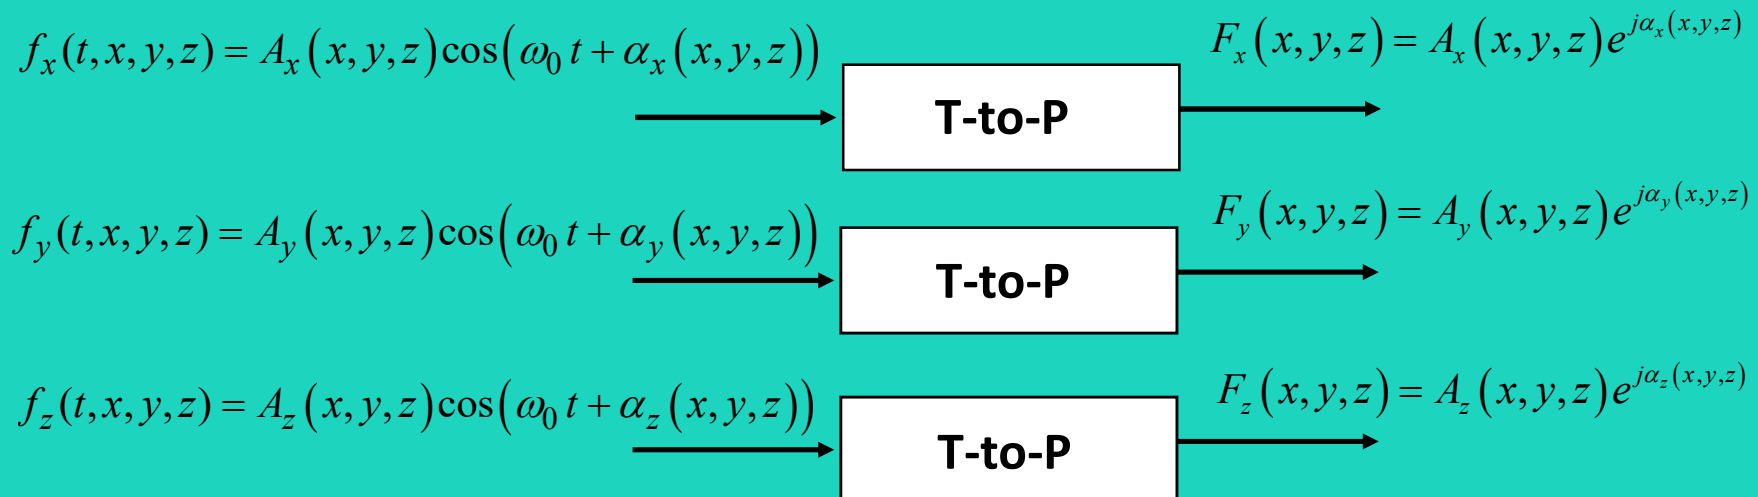 f_x(t,x,y,z) = A_x(x,y,z)cos(ω_0 t + α_x(x,y,z)) T-to-P F_x(x,y,z) = A_x(x,y,z)e^{jα_x(x,y,z)}
f_y(t,x,y,z) = A_y(x,y,z)cos(ω_0 t + α_y(x,y,z)) T-to-P F_y(x,y,z) = A_y(x,y,z)e^{jα_y(x,y,z)}
f_z(t,x,y,z) = A_z(x,y,z)cos(ω_0 t + α_z(x,y,z)) T-to-P F_z(x,y,z) = A_z(x,y,z)e^{jα_z(x,y,z)}